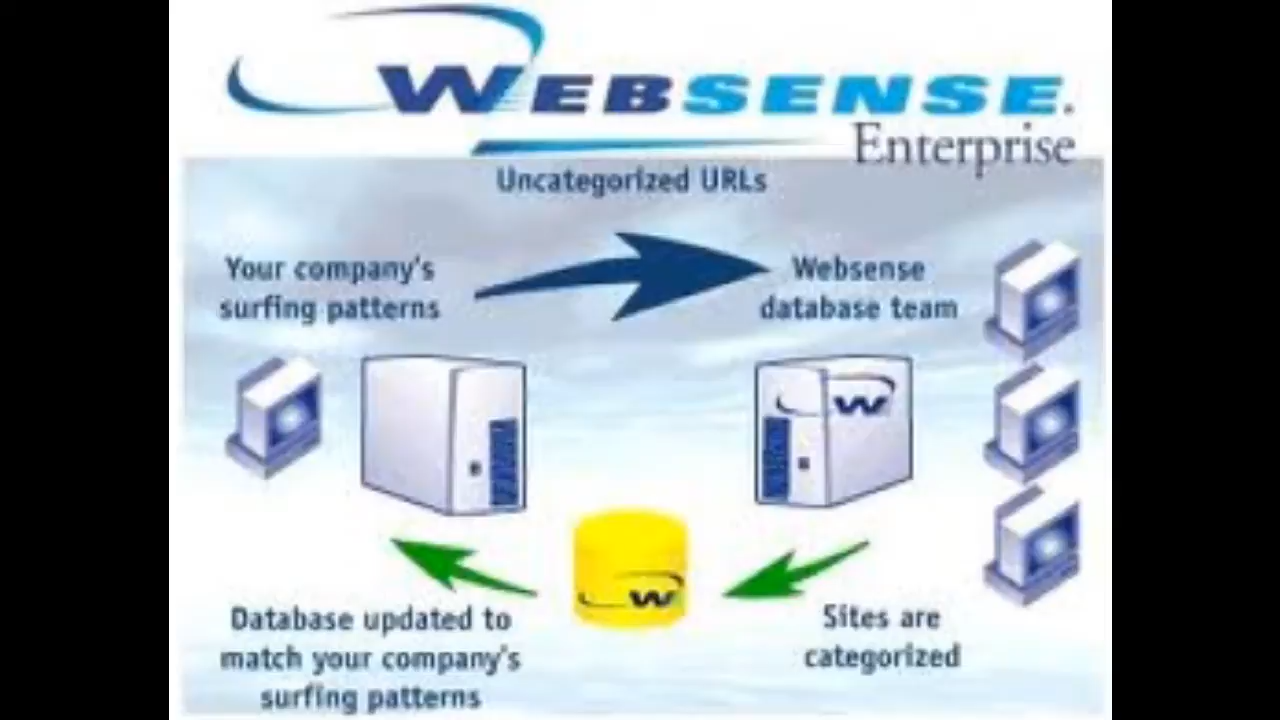 WEBSENSE.
Enterprise
Uncategorized URLs
Your company's
surfing patterns
Websense
database team
W
W
Database updated to
match your company's
surfing patterns
Sites are
categorized